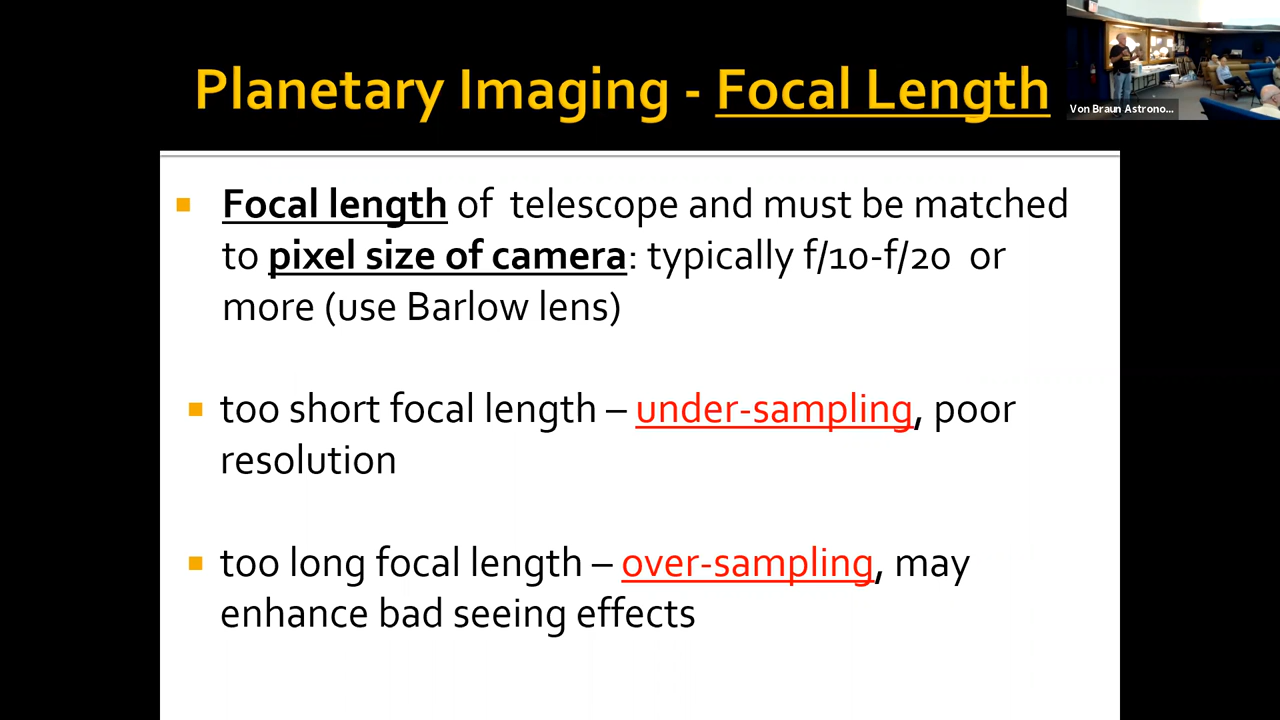 Planetary Imaging - Focal Length
Von Braun Astrono...
Focal length of telescope and must be matched
to pixel size of camera: typically f/10-f/20 or
more (use Barlow lens)
too short focal length – under-sampling, poor
resolution
too long focal length – over-sampling, may
enhance bad seeing effects